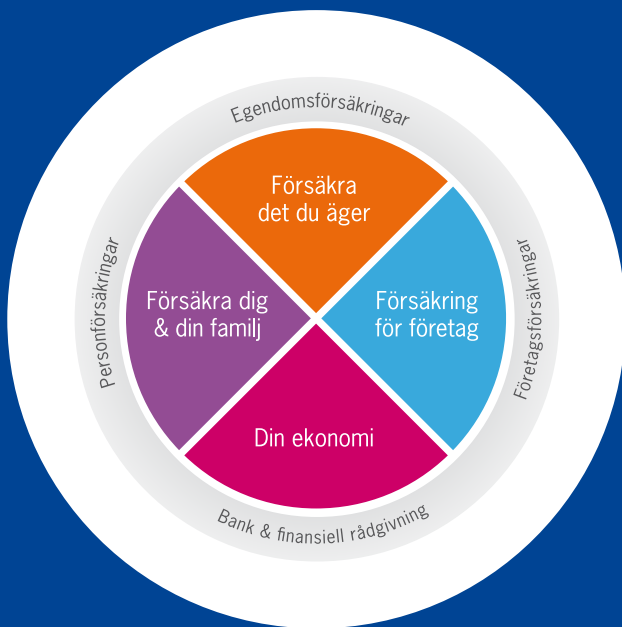 Egendomsförsäkringar
Försäkra
det du äger
Personförsäkringar
Försäkra dig
& din familj
Försäkring
för företag
Företagsförsäkringar
Din ekonomi
Bank & finansiell rådgivning